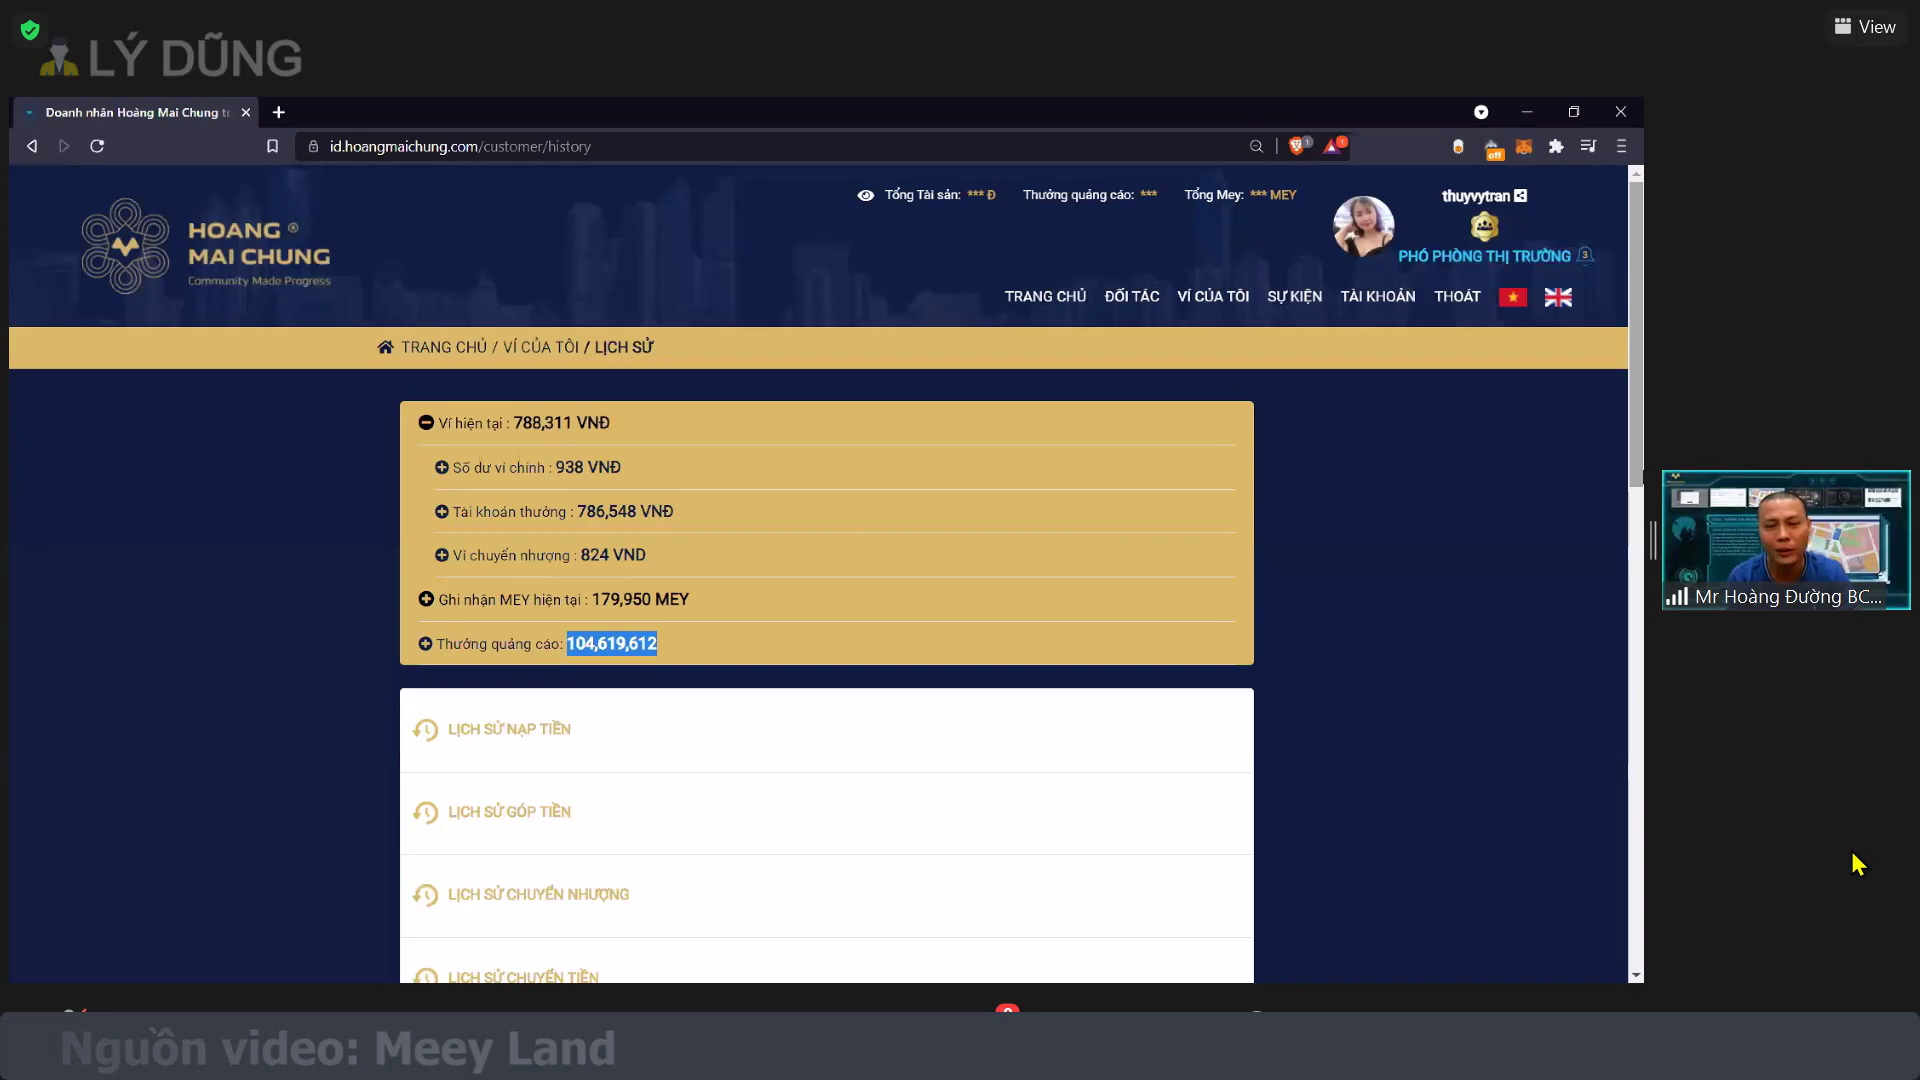 View
LÝ DŨNG
Doanh nhân Hoàng Mai Chung t
id.hoangmaichung.com/customer/history
1
1
off
Tổng Tài sản: *** Đ
Thưởng quảng cáo: ***
Tổng Mey: *** MEY
thuyvytran
HOANG ®
MAI CHUNG
Community Made Progress
PHÓ PHÒNG THỊ TRƯỜNG
3
TRANG CHỦ ĐỐI TÁC VÍ CỦA TÔI SỰ KIỆN TÀI KHOẢN THOÁT
TRANG CHỦ / VÍ CỦA TÔI / LỊCH SỬ
Ví hiện tại : 788,311 VNĐ
Số dư ví chính : 938 VNĐ
Tài khoản thưởng : 786,548 VNĐ
Ví chuyển nhượng : 824 VND
Ghi nhận MEY hiện tại : 179,950 MEY
Thưởng quảng cáo: 104,619,612
LỊCH SỬ NẠP TIỀN
LỊCH SỬ GÓP TIỀN
LỊCH SỬ CHUYỂN NHƯỢNG
LỊCH SỬ CHUYỂN TIỀN
Mr Hoàng Đường BC...
Nguồn video: Meey Land